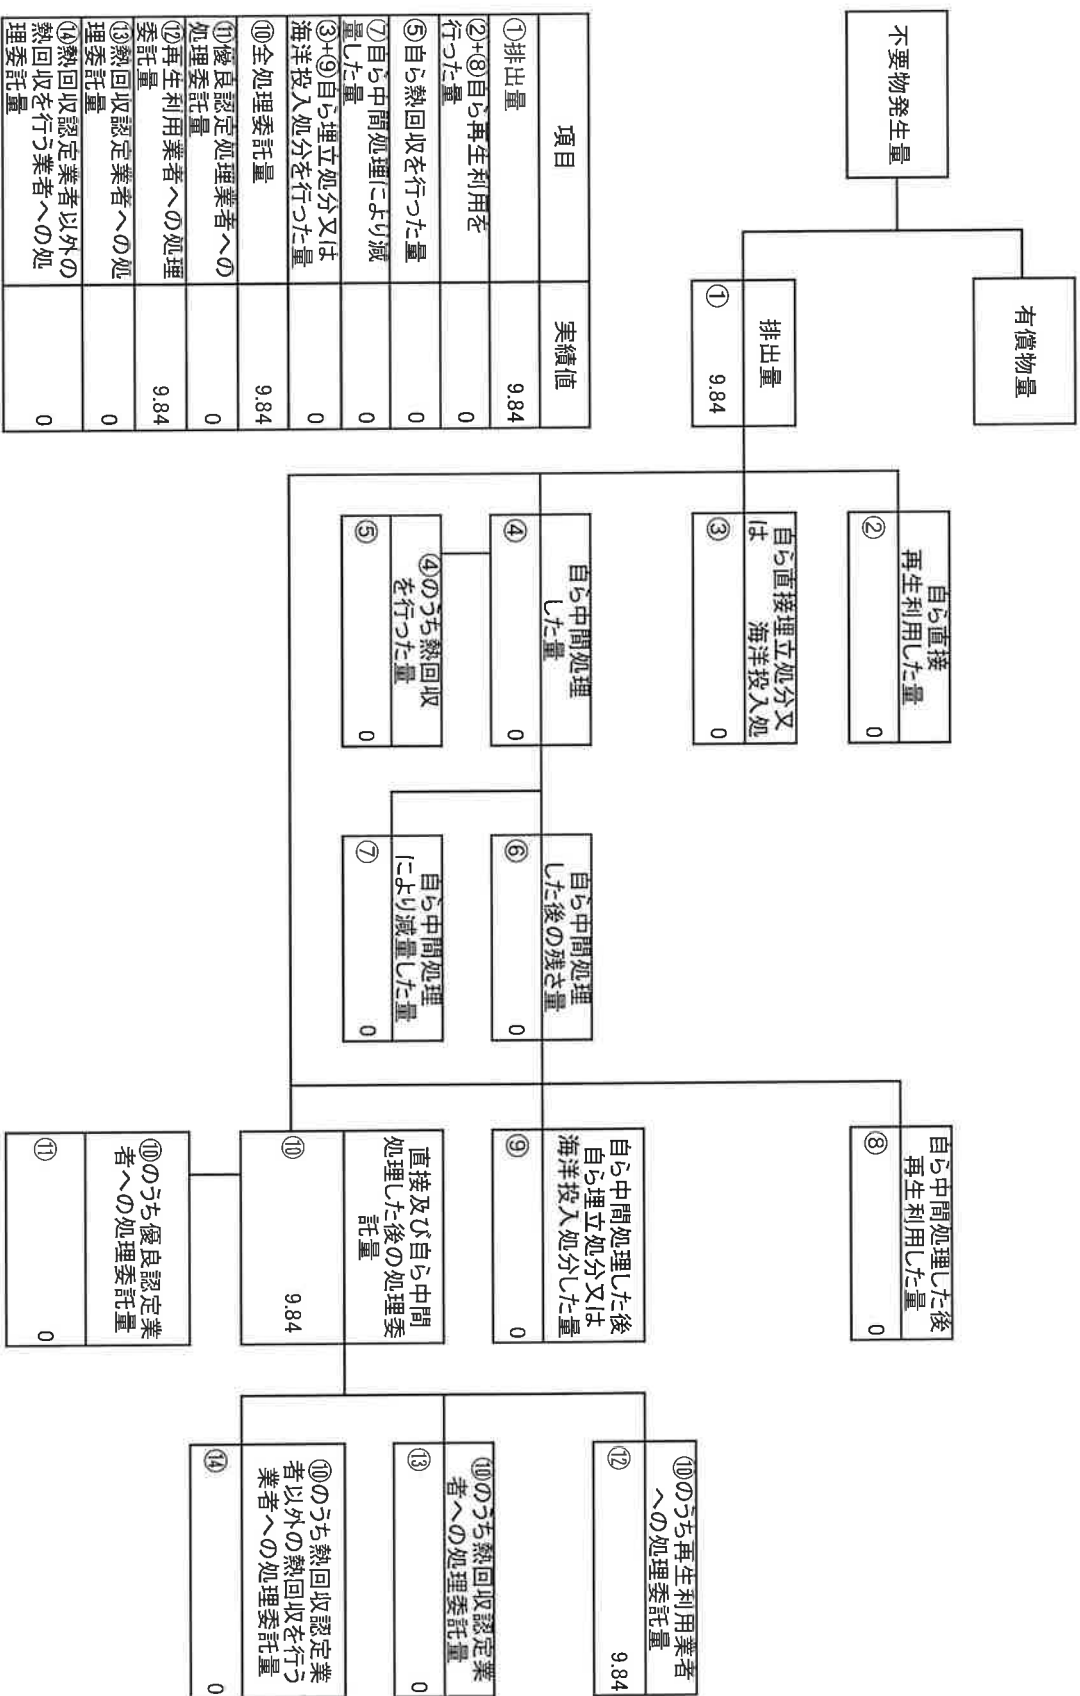 不要物発生量
有償物量
排出量
① 9.84
自ら直接
再生利用した量
② 0
自ら直接埋立処分又
は 海洋投入処
③ 0
自ら中間処理
した量
④ 0
④のうち熱回収
を行った量
⑤ 0
自ら中間処理
した後の残さ量
⑥ 0
自ら中間処理
により減量した量
⑦ 0
自ら中間処理した後
再生利用した量
⑧ 0
自ら中間処理した後
自ら埋立処分又は
海洋投入処分した量
⑨ 0
直接及び自ら中間
処理した後の処理委
託量
⑩ 9.84
⑩のうち優良認定業
者への処理委託量
⑪ 0
⑩のうち再生利用業者
への処理委託量
⑫ 9.84
⑩のうち熱回収認定業
者への処理委託量
⑬ 0
⑩のうち熱回収認定業
者以外の熱回収を行う
業者への処理委託量
⑭ 0
項目 実績値
①排出量 9.84
②+⑧自ら再生利用を
行った量 0
⑤自ら熱回収を行った量 0
⑦自ら中間処理により減
量した量 0
③+⑨自ら埋立処分又は
海洋投入処分を行った量 0
⑩全処理委託量 9.84
⑪優良認定処理業者への
処理委託量 0
⑫再生利用業者への処理
委託量 9.84
⑬熱回収認定業者への処
理委託量 0
⑭熱回収認定業者以外の
熱回収を行う業者への処
理委託量 0